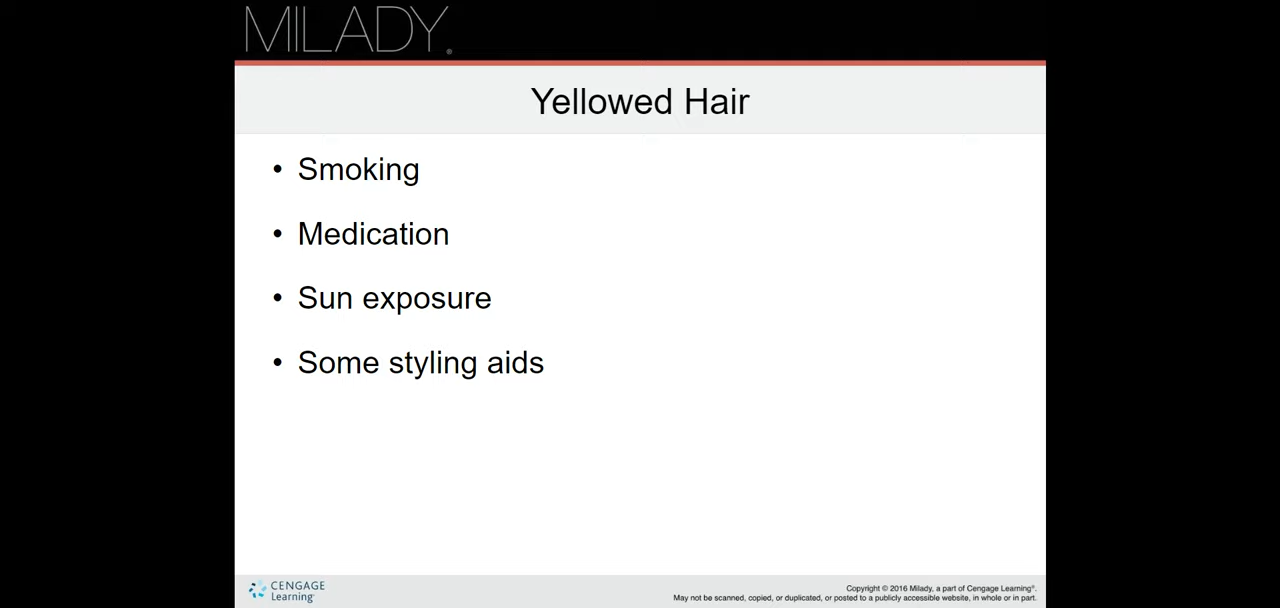 MILADY®
Yellowed Hair
• Smoking
• Medication
• Sun exposure
• Some styling aids
CENGAGE
Learning™
Copyright © 2016 Milady, a part of Cengage Learning®.
May not be scanned, copied, or duplicated, or posted to a publicly accessible website, in whole or in part.